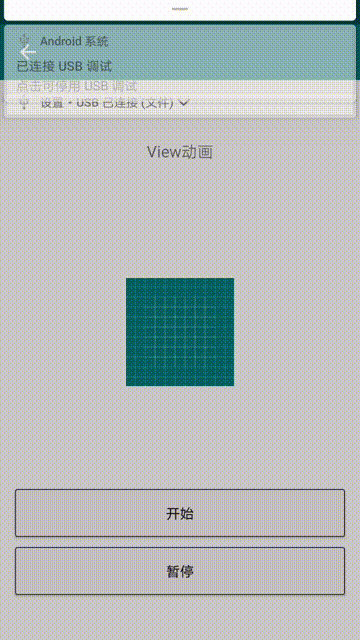 Android 系统
已连接 USB 调试
点击可停用 USB 调试
设置 • USB 已连接 (文件)
View动画
开始
暂停